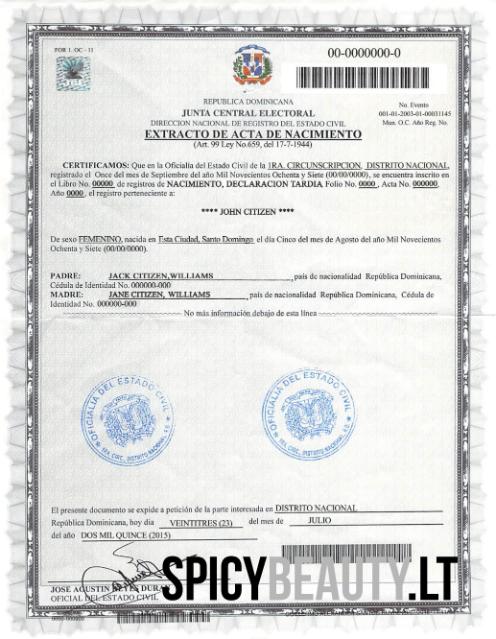 FOR 1. OC - 11
00-0000000-0
REPUBLICA DOMINICANA
No. Evento
JUNTA CENTRAL ELECTORAL
001-01-2003-01-00031145
DIRECCION NACIONAL DE REGISTRO DEL ESTADO CIVIL
Mun. O.C. Año Reg. No.
EXTRACTO DE ACTA DE NACIMIENTO
(Art. 99 Ley No.659, del 17-7-1944)
CERTIFICAMOS: Que en la Oficialía del Estado Civil de la 1RA. CIRCUNSCRIPCION, DISTRITO NACIONAL,
registrado el Once del mes de Septiembre del año Mil Novecientos Ochenta y Siete (00/00/0000), se encuentra inscrito en
el Libro No. 00000 de registros de NACIMIENTO, DECLARACION TARDIA Folio No. 0000, Acta No. 000000,
Año 0000, el registro perteneciente a:
**** JOHN CITIZEN ****
De sexo FEMENINO, nacida en Esta Ciudad, Santo Domingo el día Cinco del mes de Agosto del año Mil Novecientos
Ochenta y Siete (00/00/0000).
PADRE: JACK CITIZEN,WILLIAMS, país de nacionalidad República Dominicana,
Cédula de Identidad No. 000000-000
MADRE: JANE CITIZEN, WILLIAMS, país de nacionalidad República Dominicana, Cédula de
Identidad No. 000000-000
No más información debajo de esta línea
OFICIALIA DEL ESTADO CIVIL
1RA. CIRC. DISTRITO NACIONAL
OFICIALIA DEL ESTADO CIVIL
1RA. CIRC. DISTRITO NACIONAL
El presente documento se expide a petición de la parte interesada en DISTRITO NACIONAL
República Dominicana, hoy día VEINTITRES (23) del mes de JULIO
del año DOS MIL QUINCE (2015)
JOSE AGUSTIN
OFICIAL DEL ESTADO CIVIL
SPICYBEAUTY.LT
0000-000000